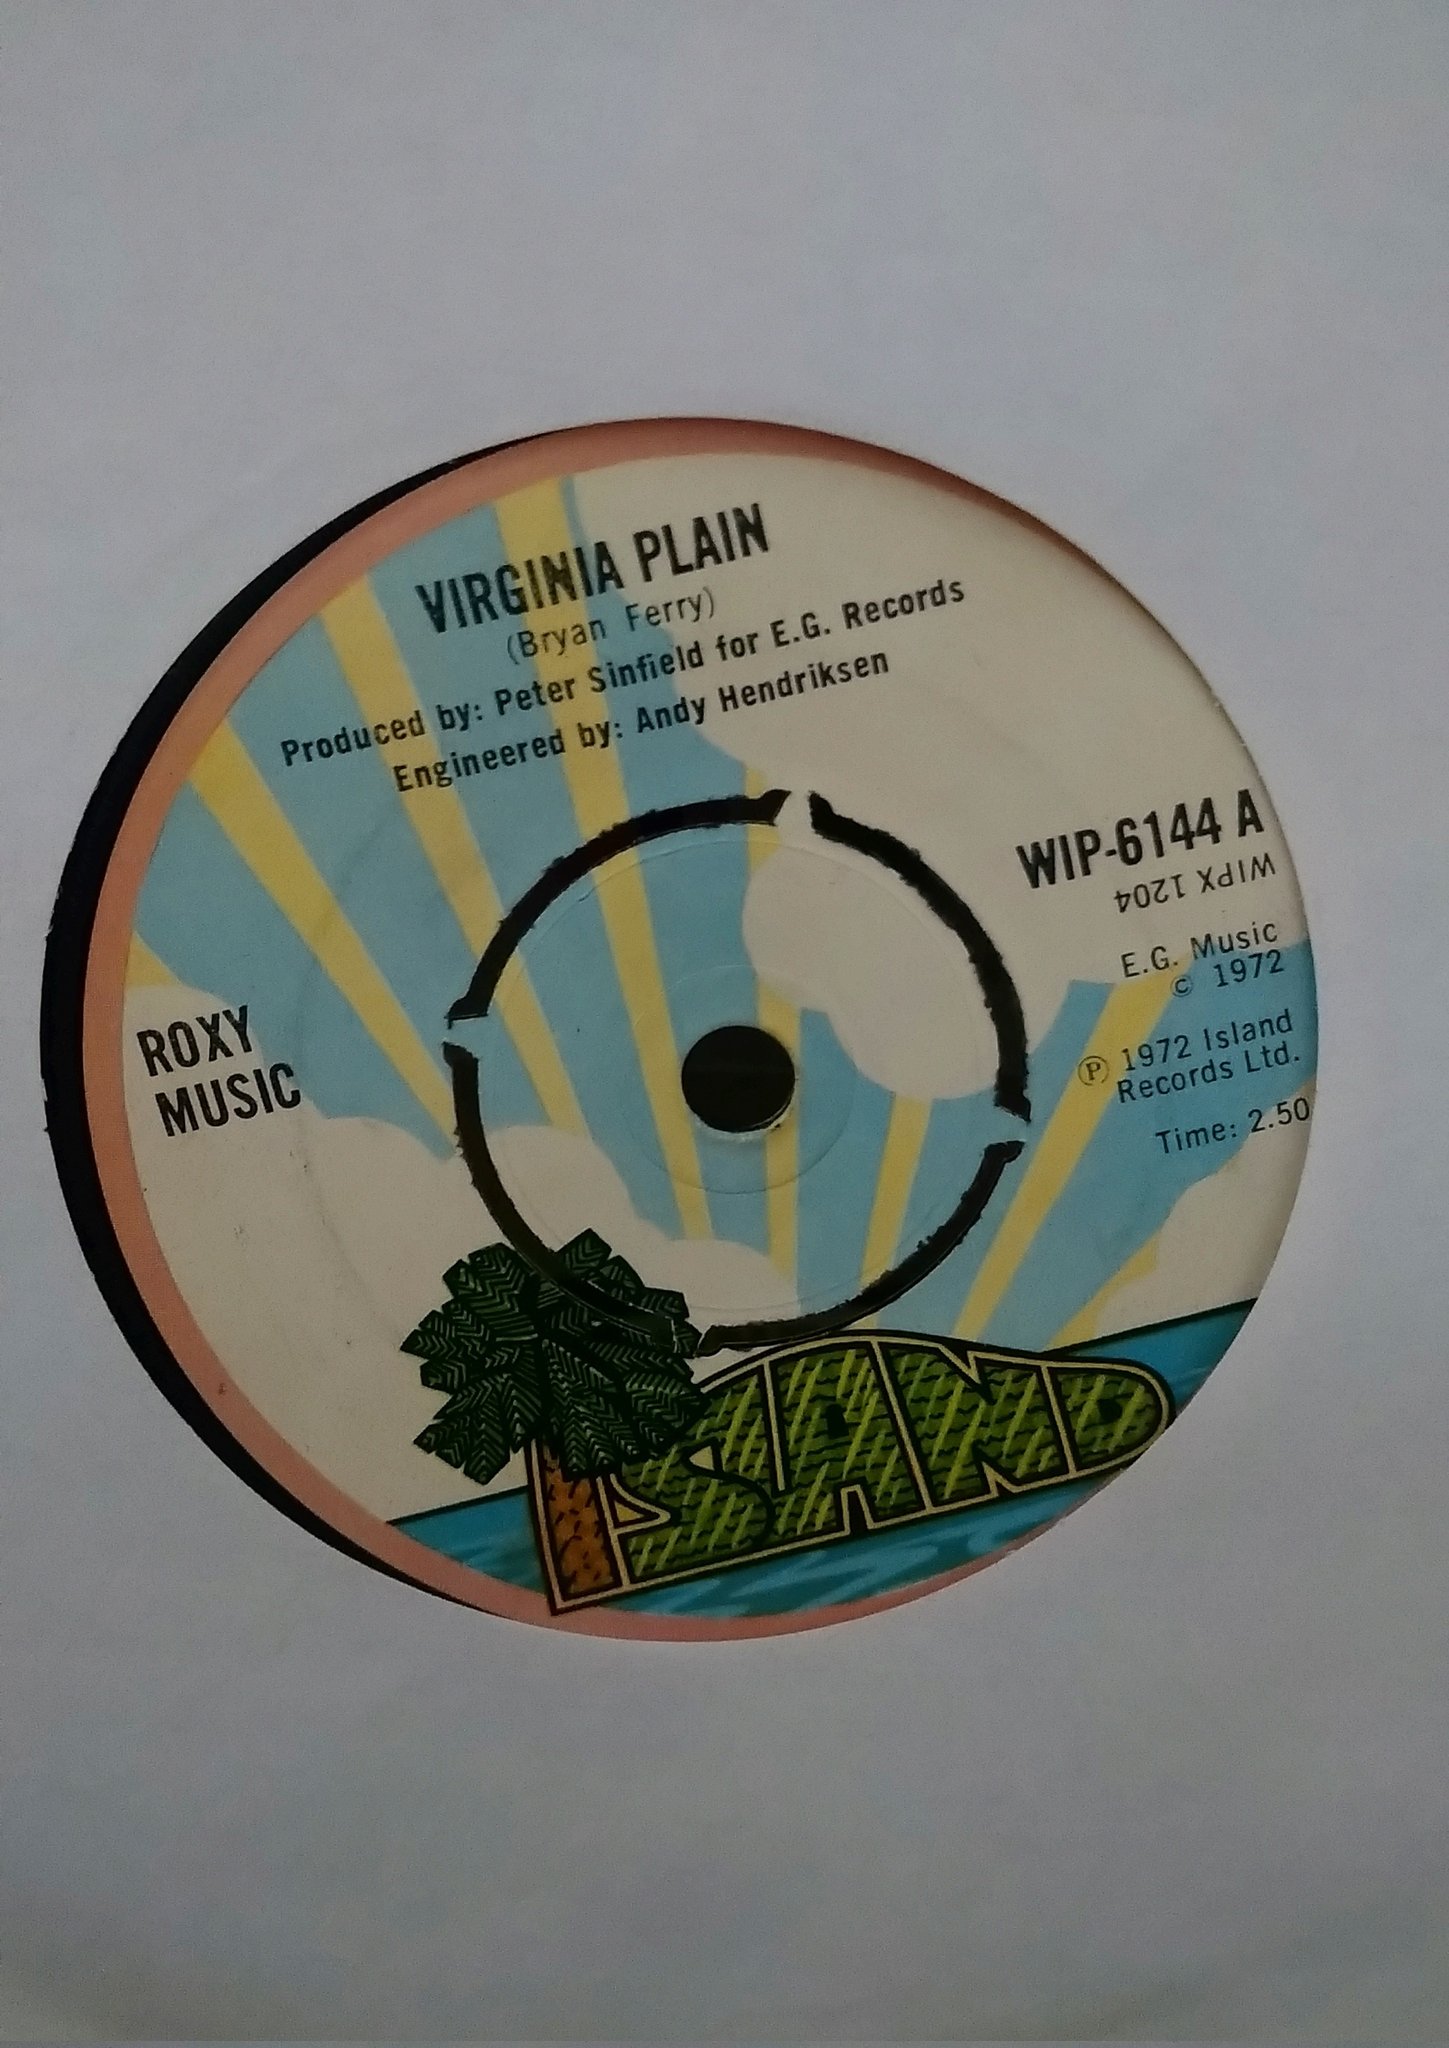 VIRGINIA PLAIN
(Bryan Ferry)
Produced by: Peter Sinfield for E.G. Records
Engineered by: Andy Hendriksen
ROXY
MUSIC
WIP-6144 A
WIPX 1204
E.G. Music
© 1972
℗ 1972 Island
Records Ltd.
Time: 2.50
ISLAND